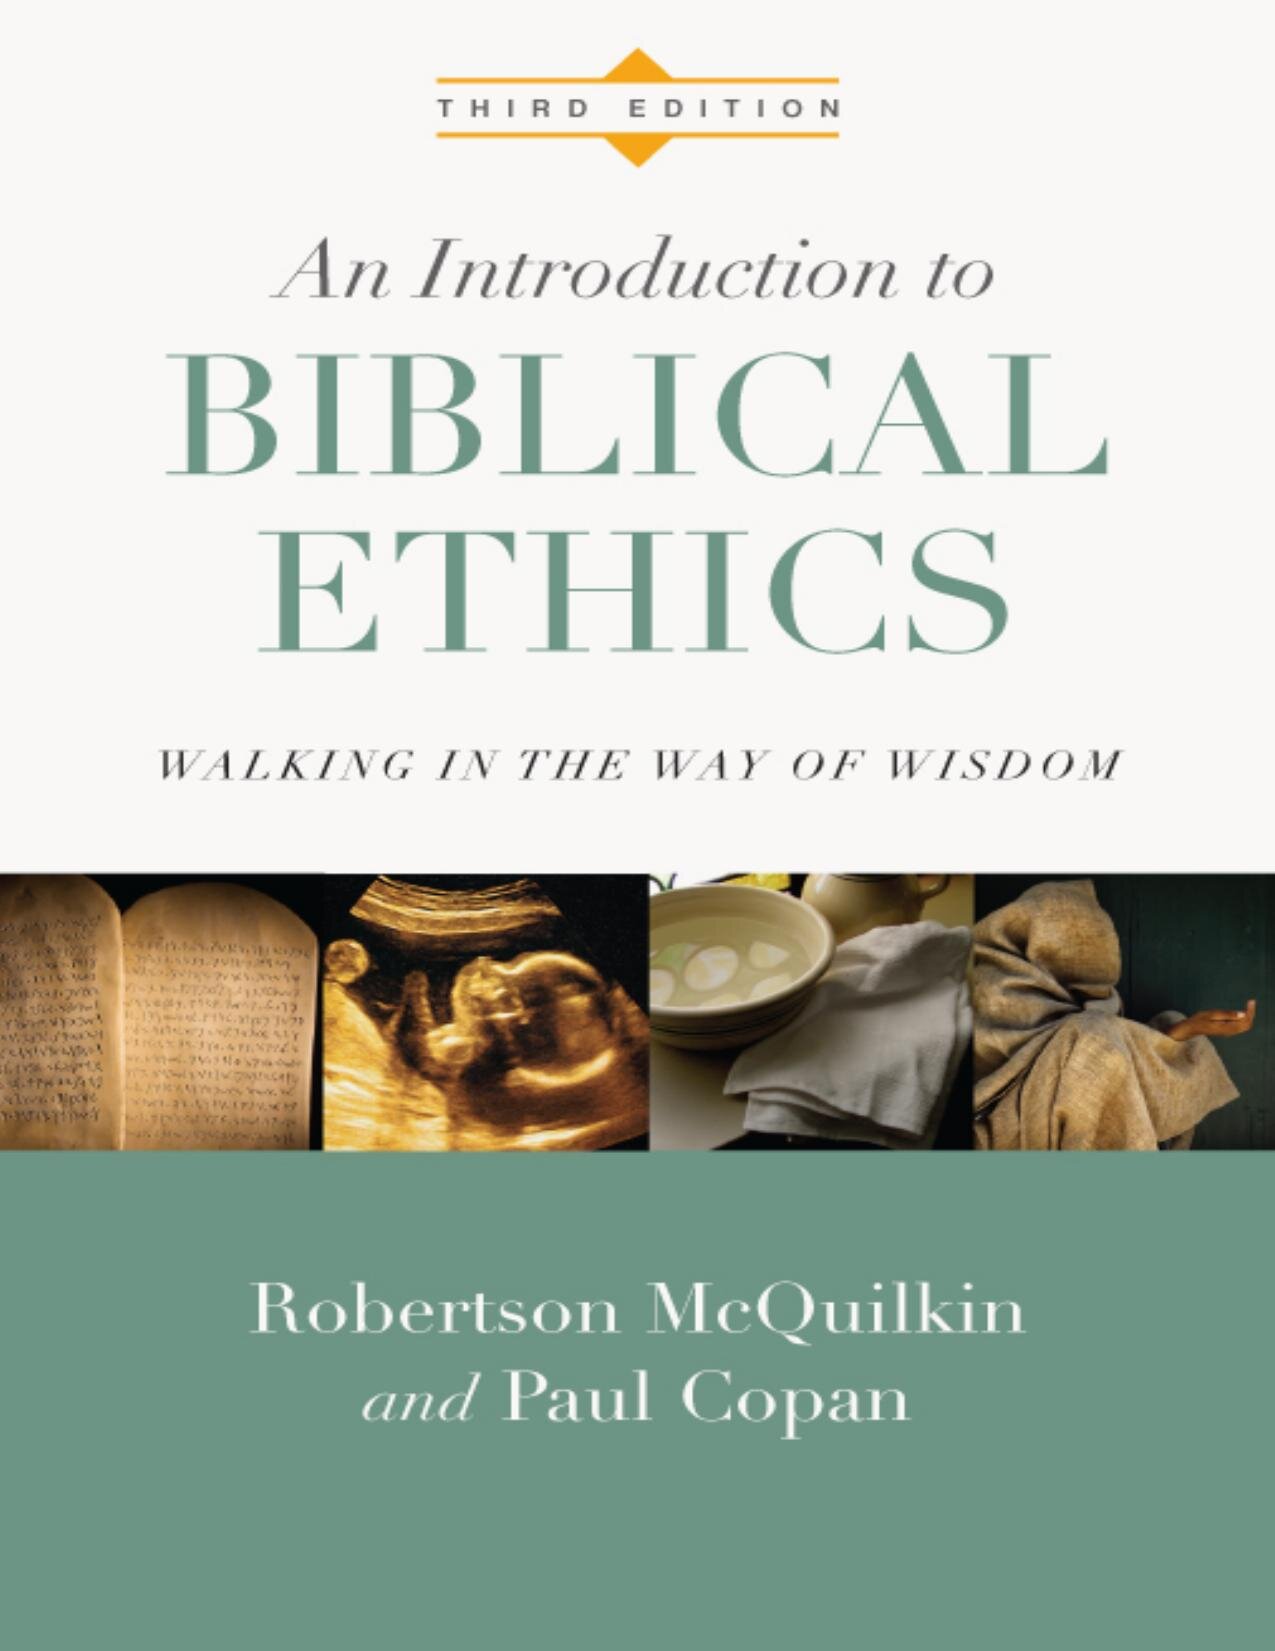 THIRD EDITION
An Introduction to
BIBLICAL
ETHICS
WALKING IN THE WAY OF WISDOM
Robertson McQuilkin
and Paul Copan